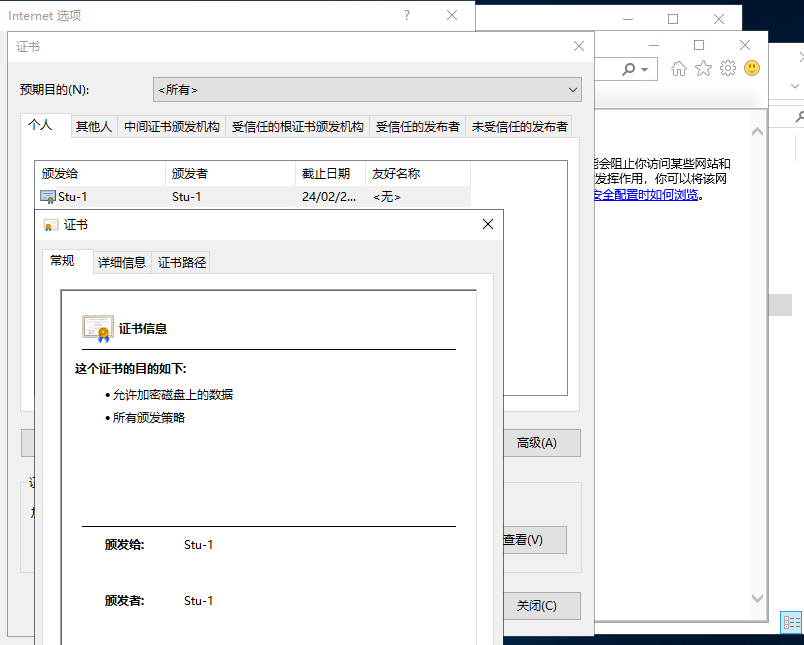 Internet 选项
证书
预期目的(N):
<所有>
个人 其他人 中间证书颁发机构 受信任的根证书颁发机构 受信任的发布者 未受信任的发布者
颁发给 颁发者 截止日期 友好名称
Stu-1 Stu-1 24/02/2... <无>
会阻止你访问某些网站和
发挥作用，你可以将该网
安全配置时如何浏览。
证书
常规 详细信息 证书路径
证书信息
这个证书的目的如下:
• 允许加密磁盘上的数据
• 所有颁发策略
高级(A)
查看(V)
颁发给: Stu-1
颁发者: Stu-1
关闭(C)